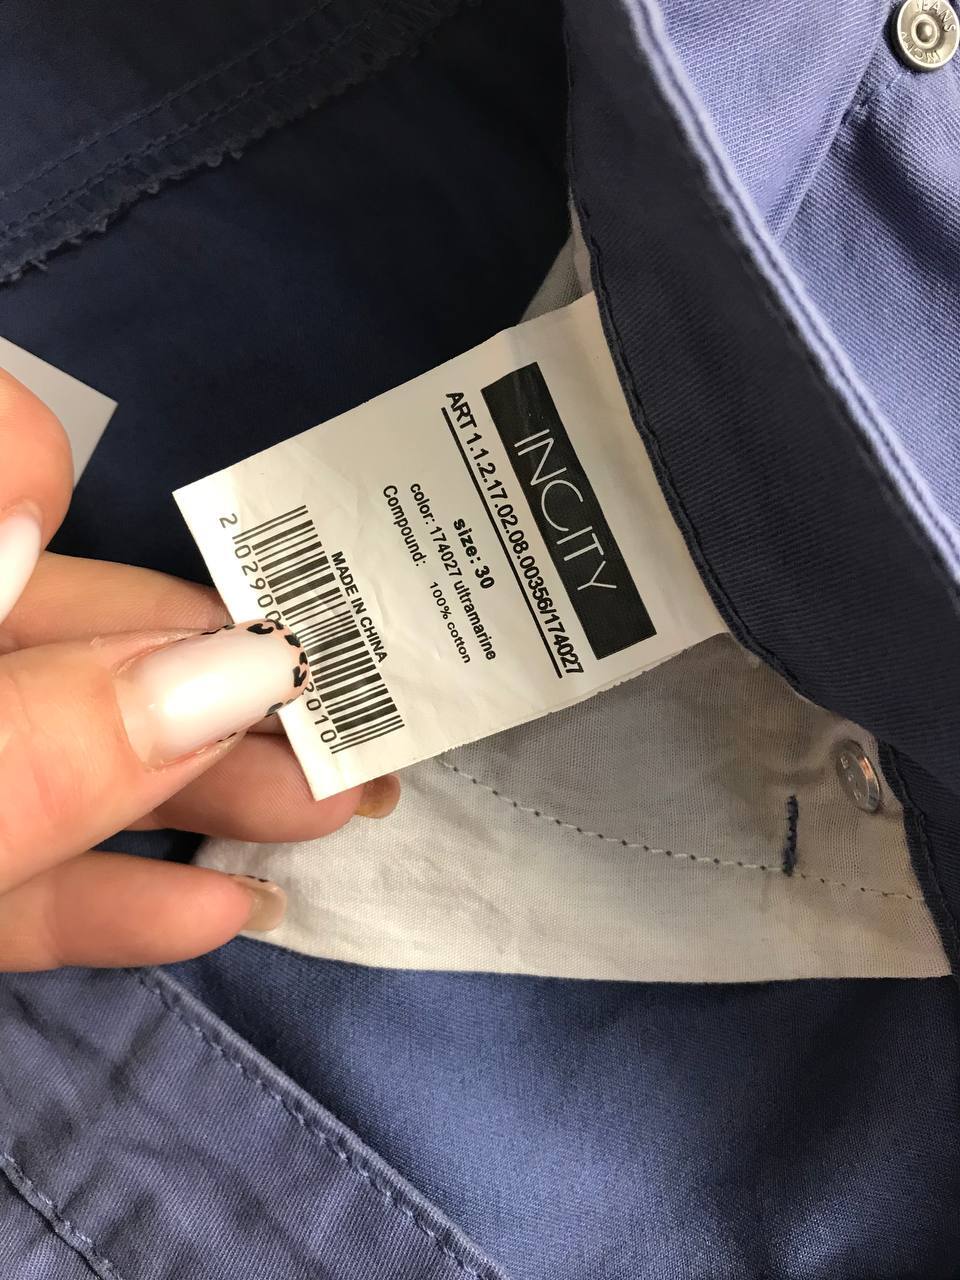 INCITY
ART 1.1.2.17.02.08.00356/174027
size: 30
color: 174027 ultramarine
Compound: 100% cotton
MADE IN CHINA
JEANS